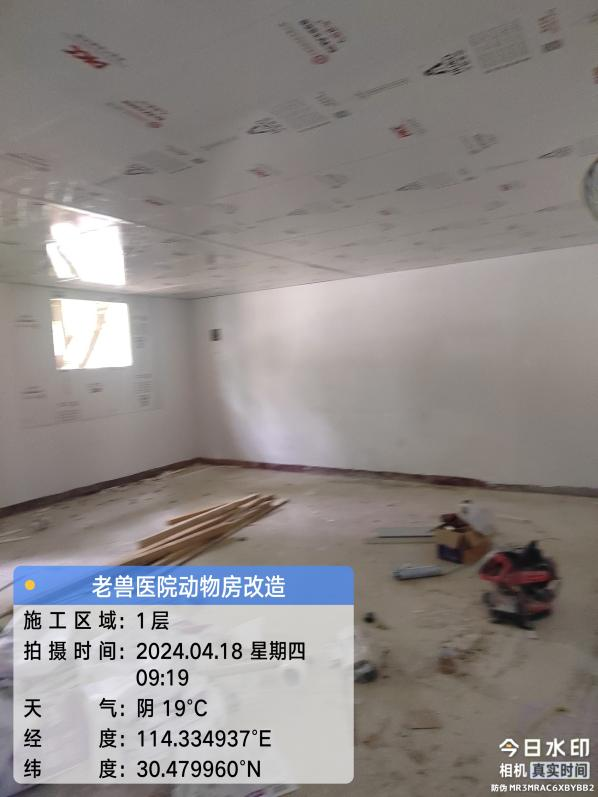 老兽医院动物房改造
施工区域：1层
拍摄时间：2024.04.18 星期四
09:19
天气：阴 19°C
经度：114.334937°E
纬度：30.479960°N
今日水印
相机 真实时间
防伪 MR3MRAC6XBYBB2